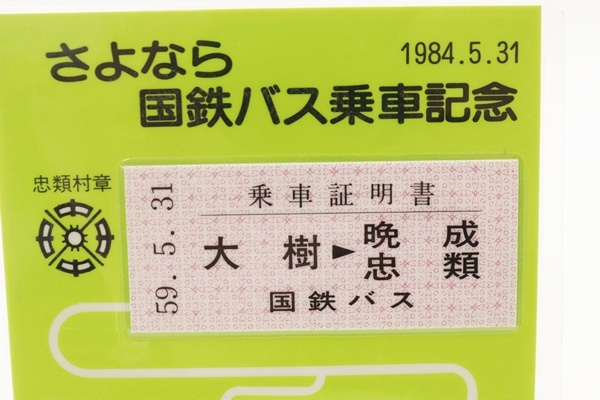 さよなら
1984.5.31
国鉄バス乗車記念
忠類村章
59.5.31
乗車証明書
大樹►晩成
忠類
国鉄バス